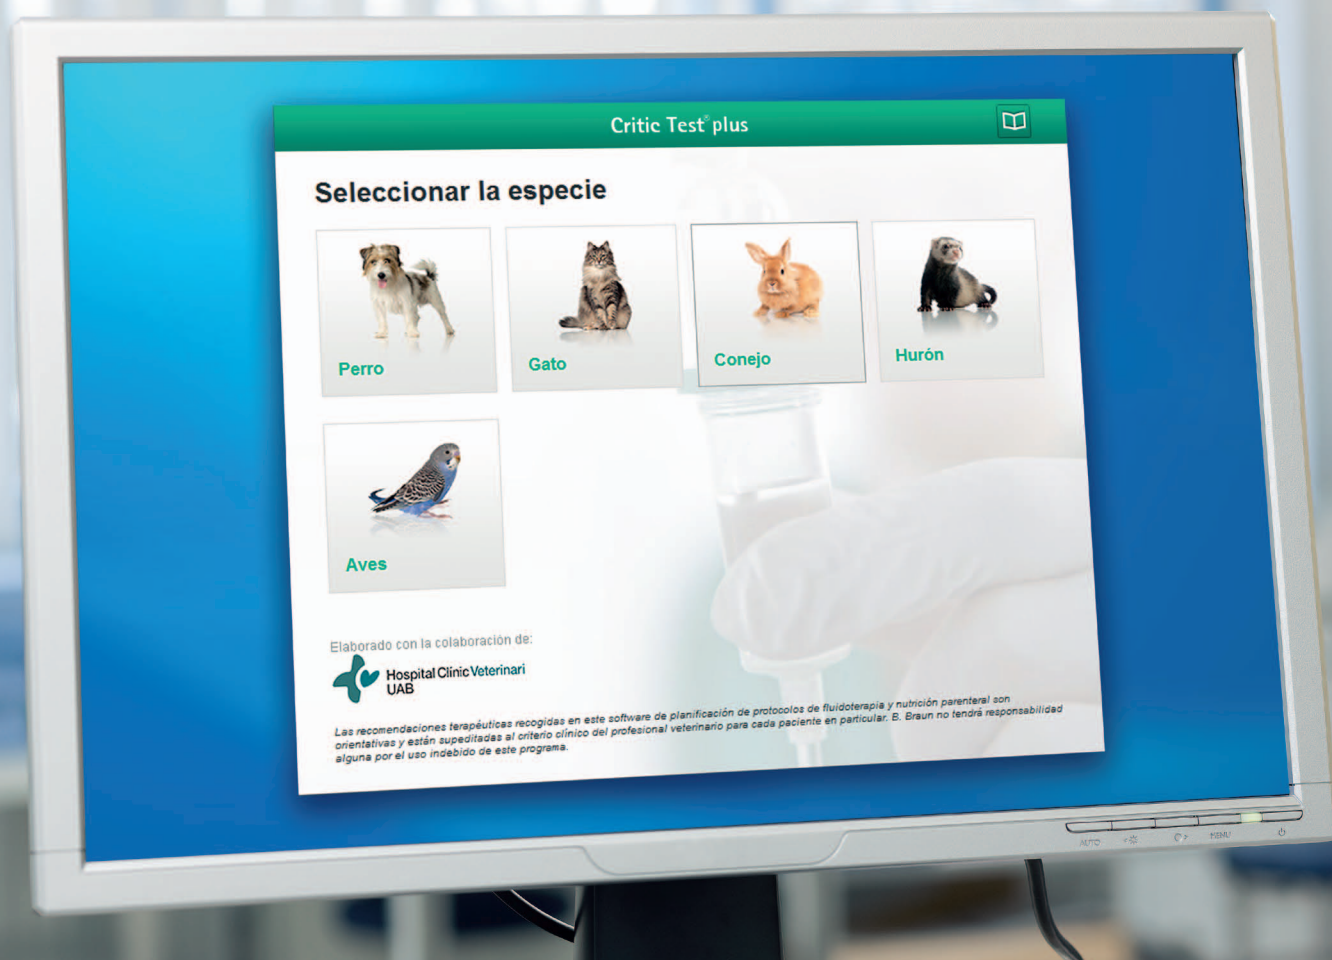 Critic Test® plus
Seleccionar la especie
Perro
Gato
Conejo
Hurón
Aves
Elaborado con la colaboración de:
Hospital Clínic Veterinari
UAB
Las recomendaciones terapéuticas recogidas en este software de planificación de protocolos de fluidoterapia y nutrición parenteral son
orientativas y están supeditadas al criterio clínico del profesional veterinario para cada paciente en particular. B. Braun no tendrá responsabilidad
alguna por el uso indebido de este programa.
AUTO
MENU